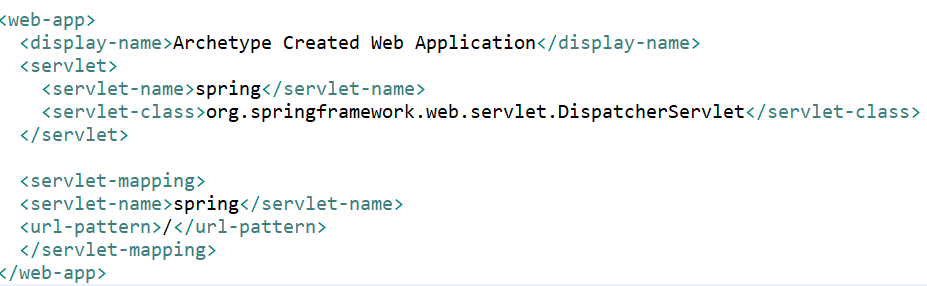 <web-app>
  <display-name>Archetype Created Web Application</display-name>
  <servlet>
    <servlet-name>spring</servlet-name>
    <servlet-class>org.springframework.web.servlet.DispatcherServlet</servlet-class>
  </servlet>

  <servlet-mapping>
  <servlet-name>spring</servlet-name>
  <url-pattern>/</url-pattern>
  </servlet-mapping>
</web-app>